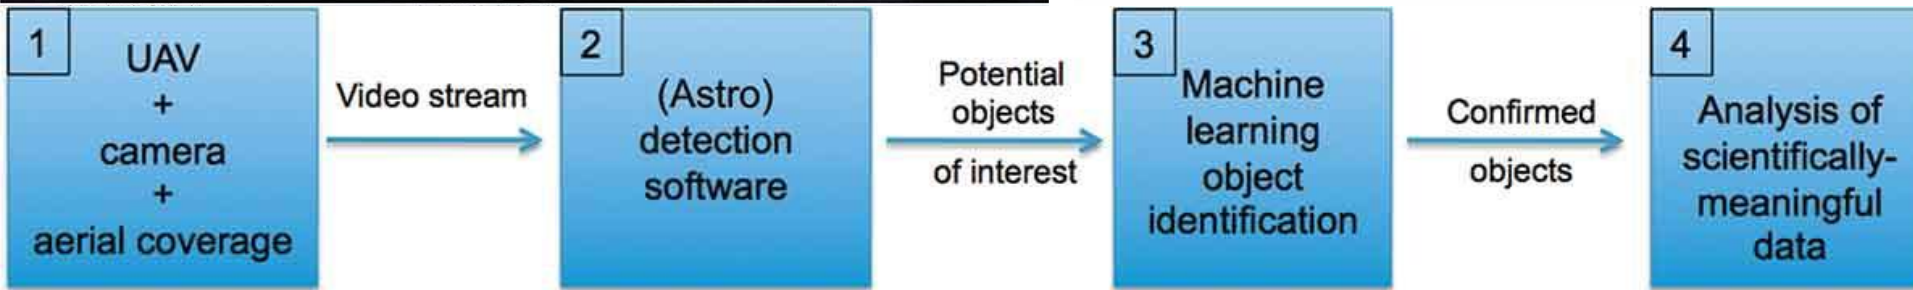 1
UAV
+
camera
+
aerial coverage
Video stream
2
(Astro)
detection
software
Potential
objects
of interest
3
Machine
learning
object
identification
Confirmed
objects
4
Analysis of
scientifically-
meaningful
data